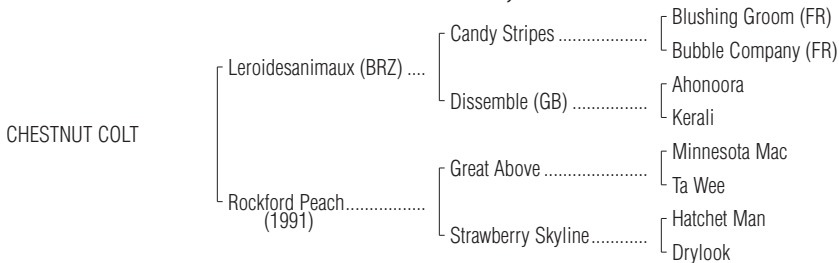 Blushing Groom (FR)
Candy Stripes ...................
Bubble Company (FR)
Leroidesanimaux (BRZ) ....
Ahonoora
Dissemble (GB) ................
Kerali
CHESTNUT COLT
Minnesota Mac
Great Above ......................
Ta Wee
Rockford Peach.................
(1991)
Hatchet Man
Strawberry Skyline............
Drylook